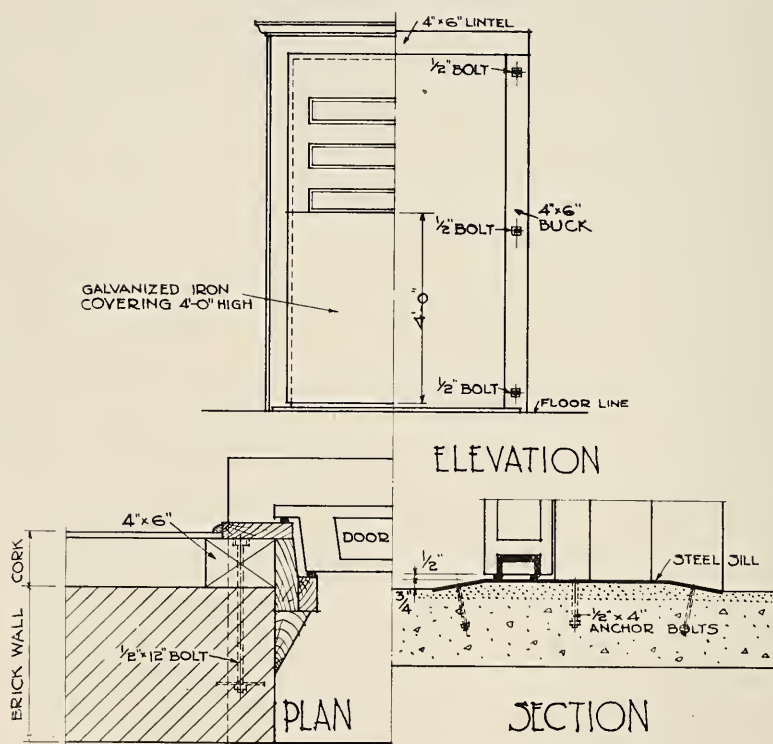 4"×6" LINTEL
1/2" BOLT
4"×6"
BUCK
1/2" BOLT
GALVANIZED IRON
COVERING 4'-0" HIGH
4'-0"
1/2" BOLT
FLOOR LINE
ELEVATION
4"×6"
DOOR
CORK
BRICK WALL
1/2"×12" BOLT
PLAN
1/2"
3/4"
STEEL SILL
1/2"×4"
ANCHOR BOLTS
SECTION